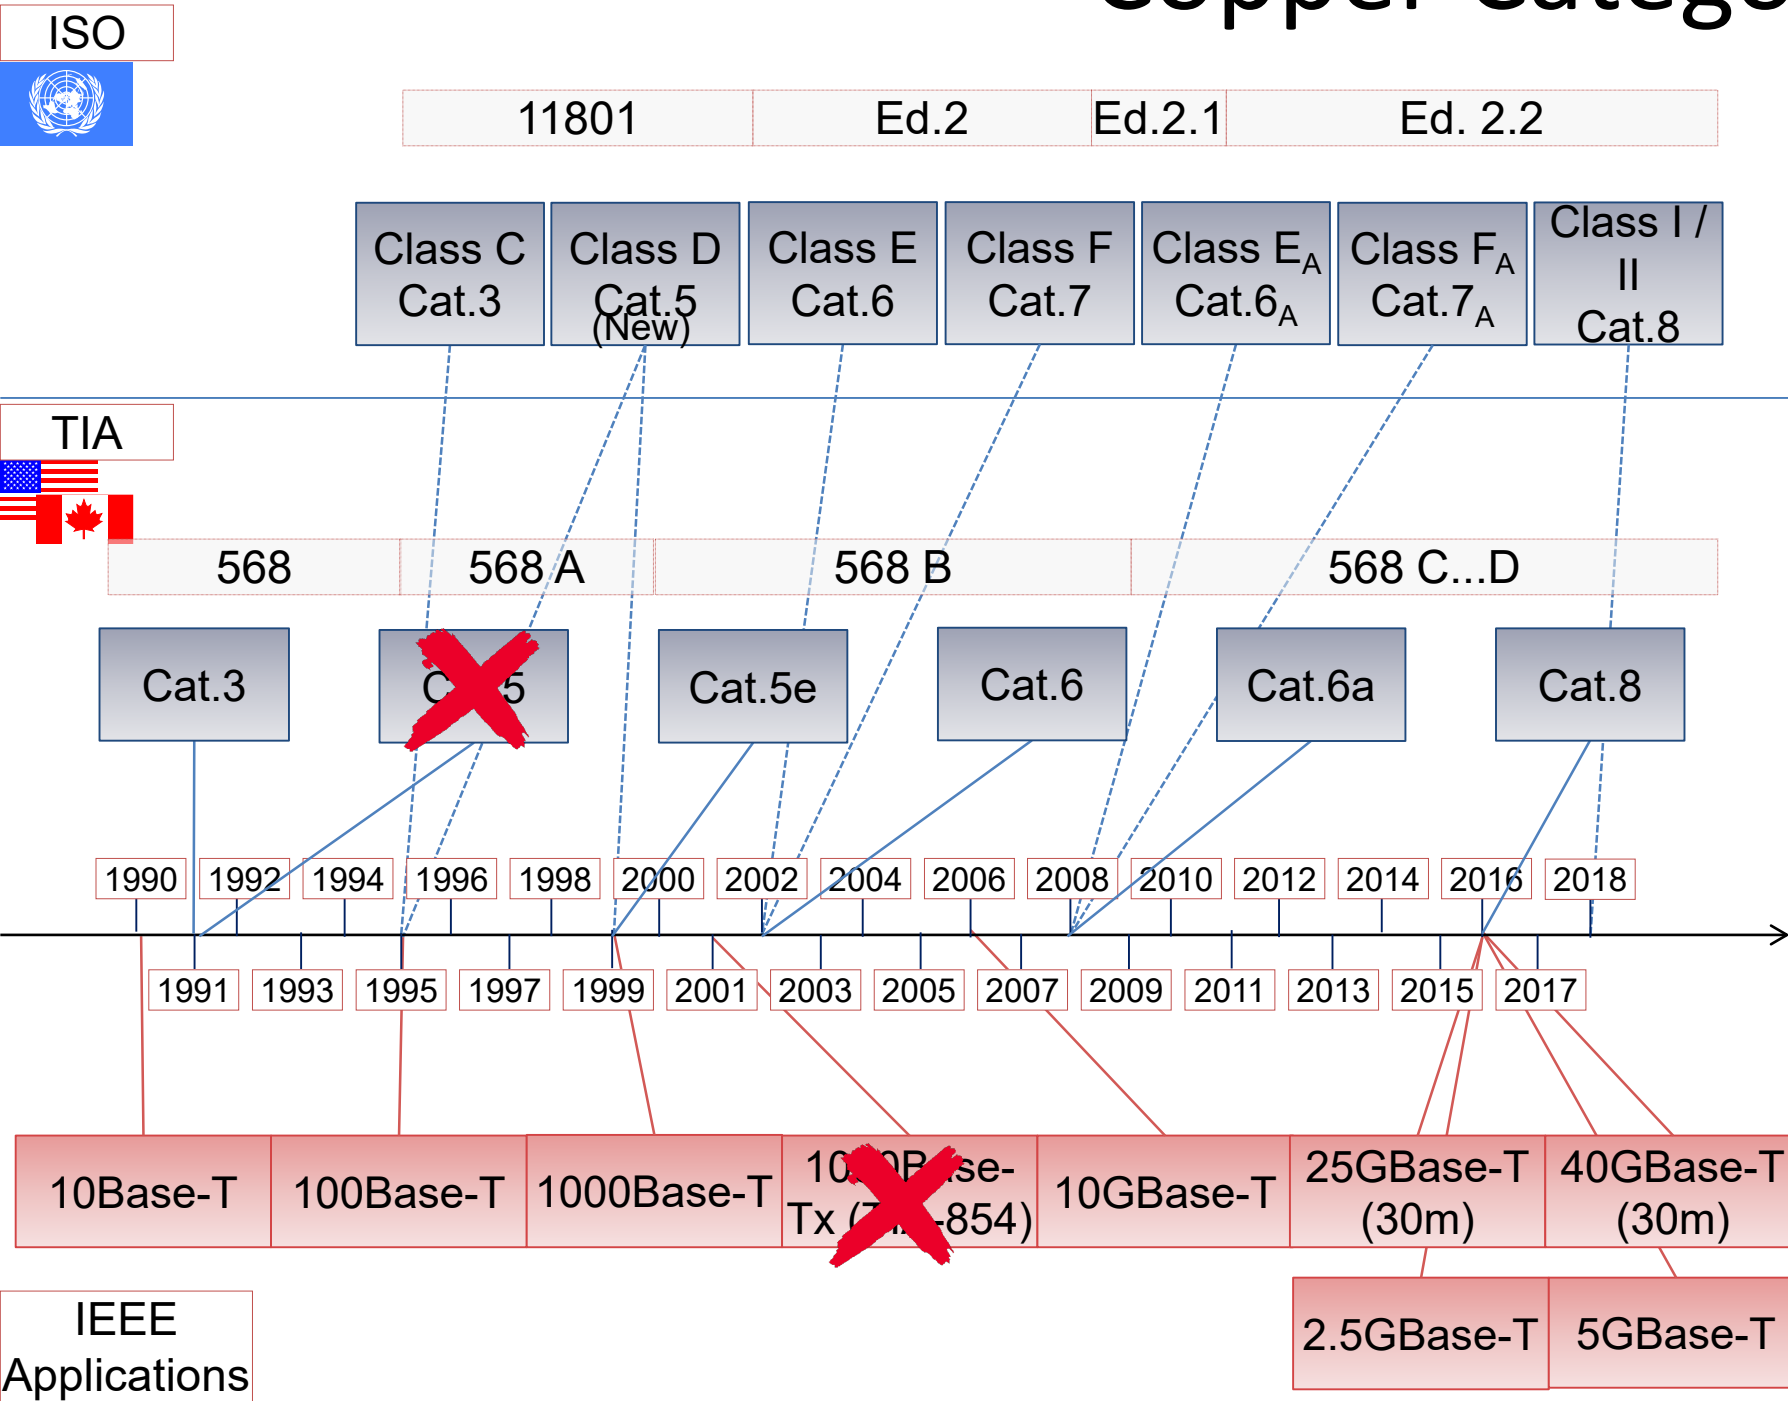 Copper Catego
ISO
11801 Ed.2 Ed.2.1 Ed. 2.2
Class C
Cat.3
Class D
Cat.5
(New)
Class E
Cat.6
Class F
Cat.7
Class EA
Cat.6A
Class FA
Cat.7A
Class I /
II
Cat.8
TIA
568 568 A 568 B 568 C...D
Cat.3 Cat.5e Cat.6 Cat.6a Cat.8
1990 1992 1994 1996 1998 2000 2002 2004 2006 2008 2010 2012 2014 2016 2018
1991 1993 1995 1997 1999 2001 2003 2005 2007 2009 2011 2013 2015 2017
10Base-T
100Base-T
1000Base-T
Tx
10GBase-T
25GBase-T
(30m)
40GBase-T
(30m)
2.5GBase-T
5GBase-T
IEEE
Applications